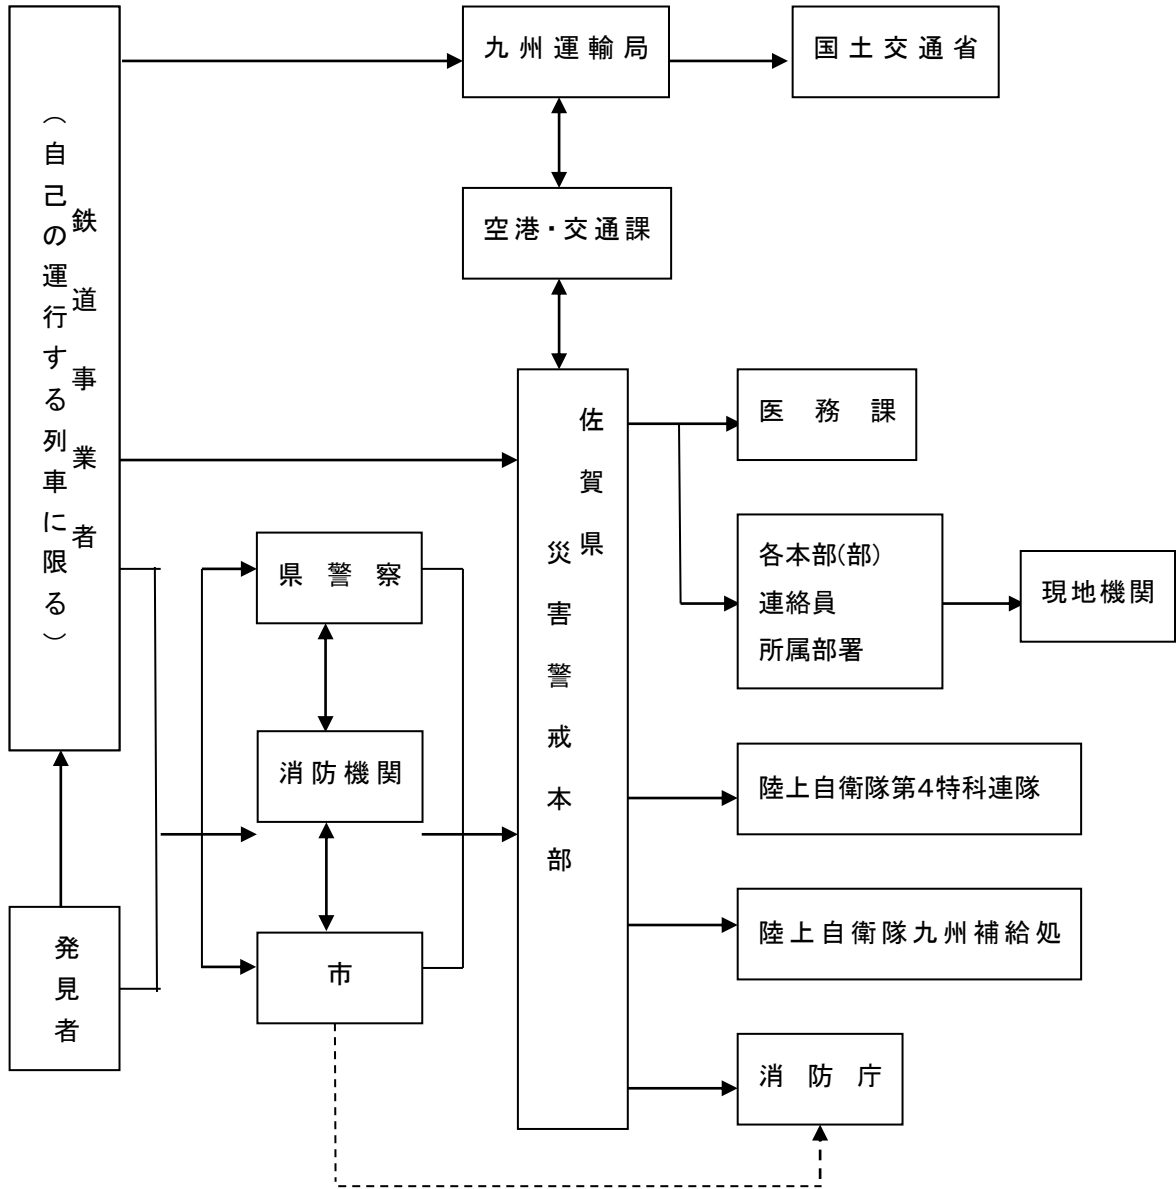 鉄道事業者
（自己の運行する列車に限る）
九州運輸局
国土交通省
空港・交通課
佐賀県
災害警戒本部
医務課
各本部(部)
連絡員
所属部署
現地機関
県警察
消防機関
市
陸上自衛隊第4特科連隊
陸上自衛隊九州補給処
消防庁
発見者